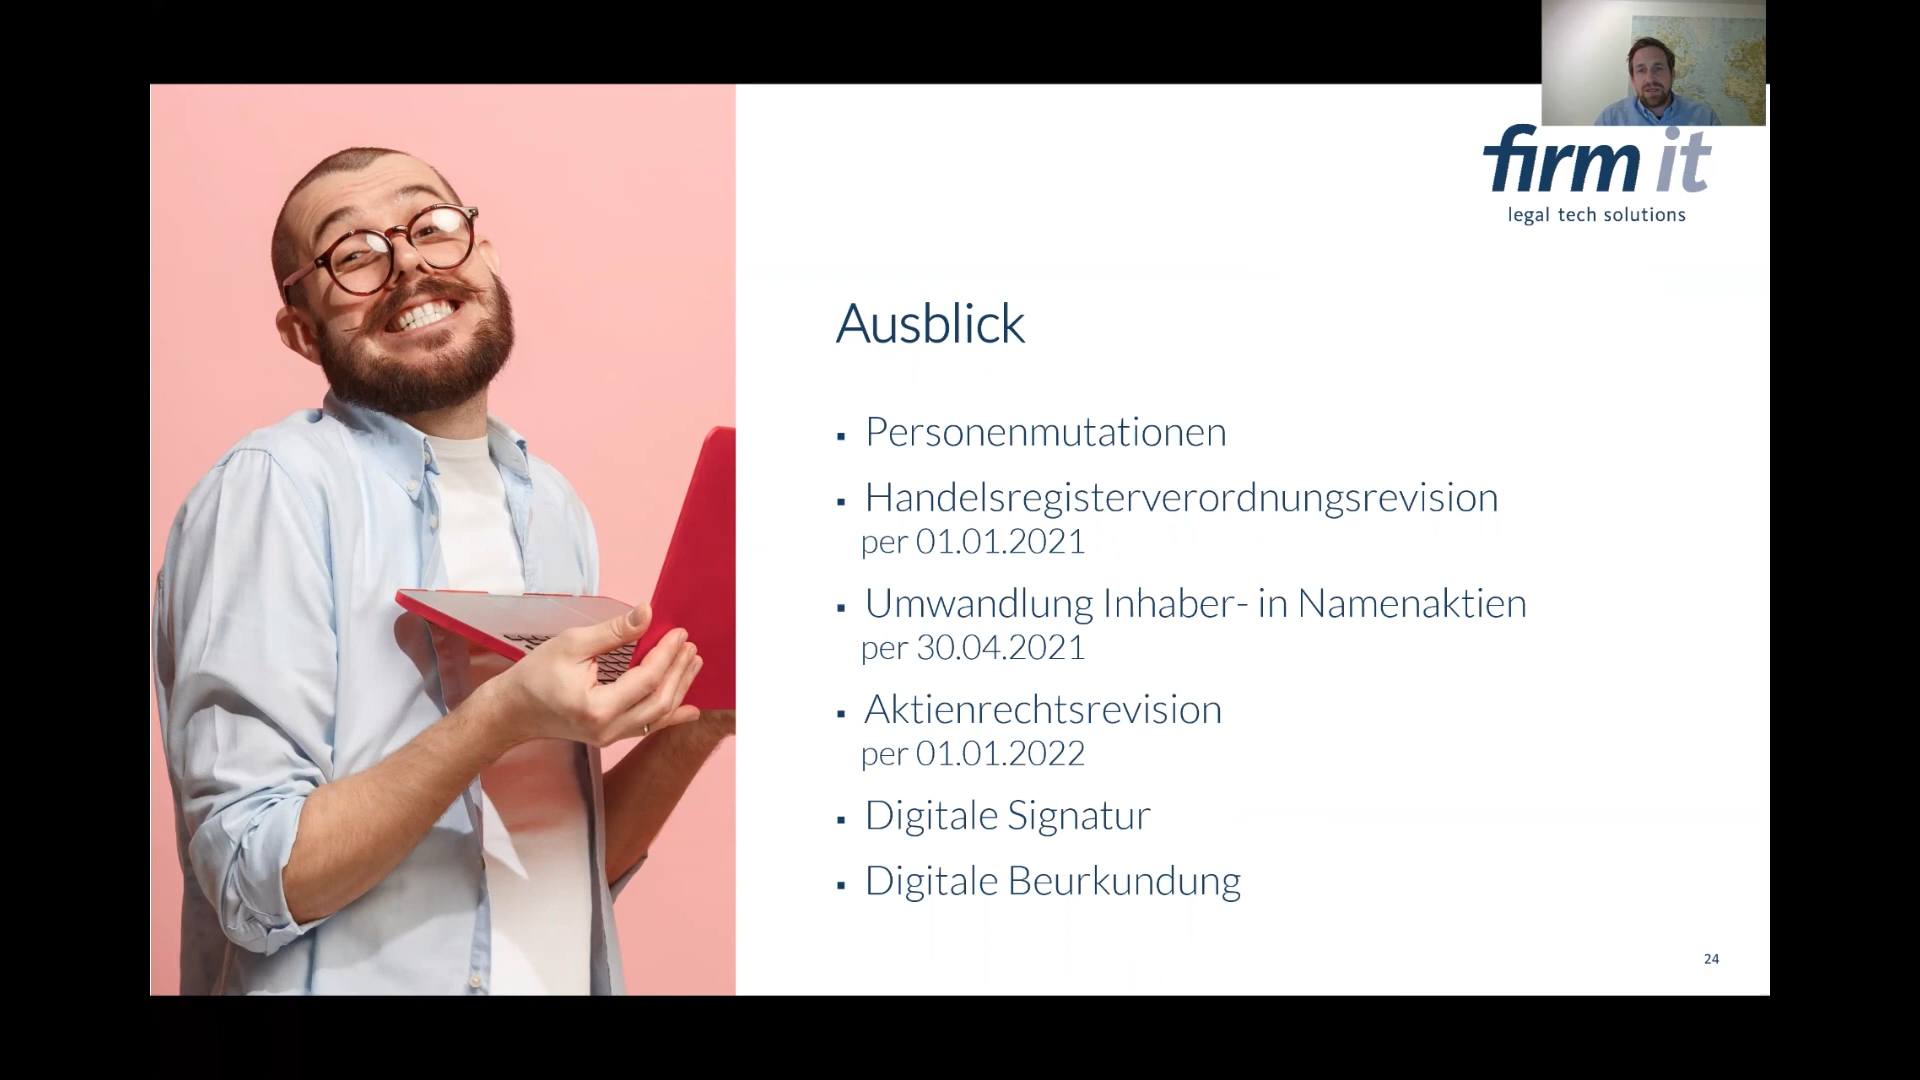 firm it
legal tech solutions
Ausblick
▪ Personenmutationen
▪ Handelsregisterverordnungsrevision
per 01.01.2021
▪ Umwandlung Inhaber- in Namenaktien
per 30.04.2021
▪ Aktienrechtsrevision
per 01.01.2022
▪ Digitale Signatur
▪ Digitale Beurkundung
24